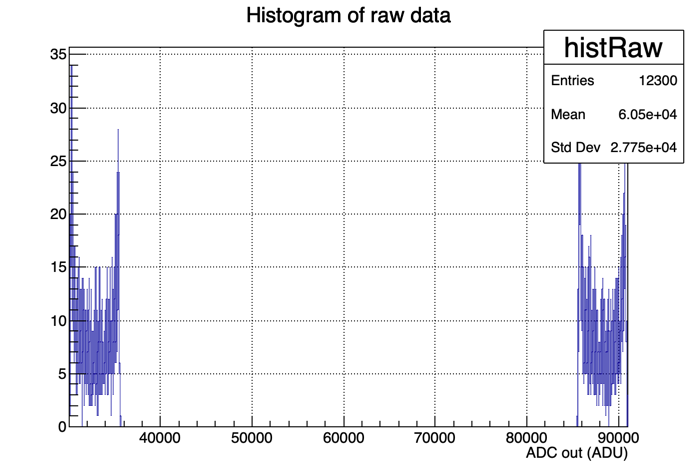 Histogram of raw data
histRaw
Entries 12300
Mean 6.05e+04
Std Dev 2.775e+04
35
30
25
20
15
10
5
0
40000 50000 60000 70000 80000 90000
ADC out (ADU)